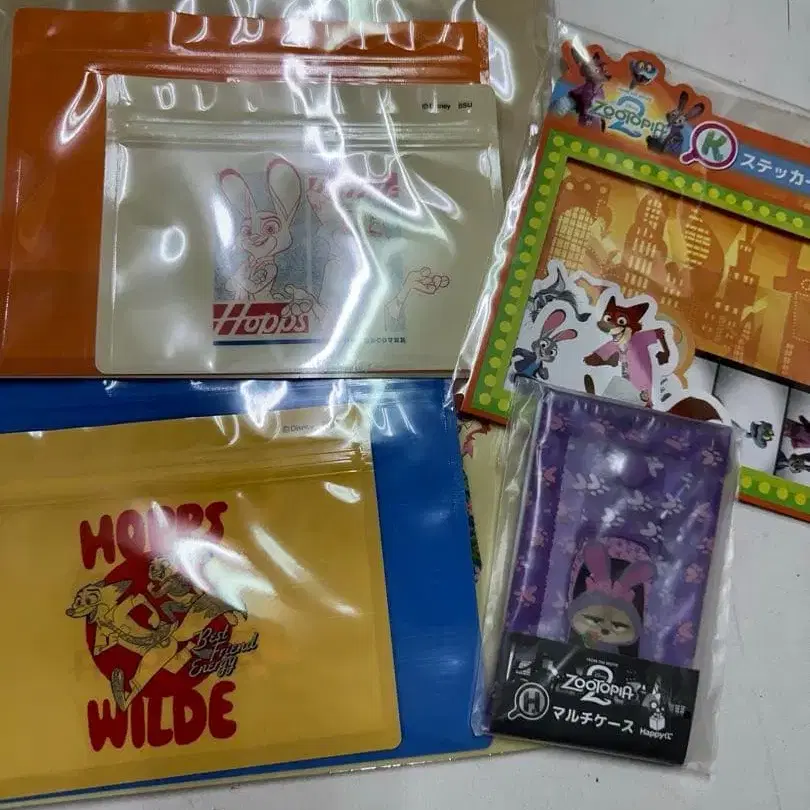 ©Disney BSU
Hopps
ZOOTOPIA
2
K ステッカー
©Disney
HOPPS
Best
Friend
Energy
WILDE
ZOOTOPIA
2
H マルチケース
Happyくじ